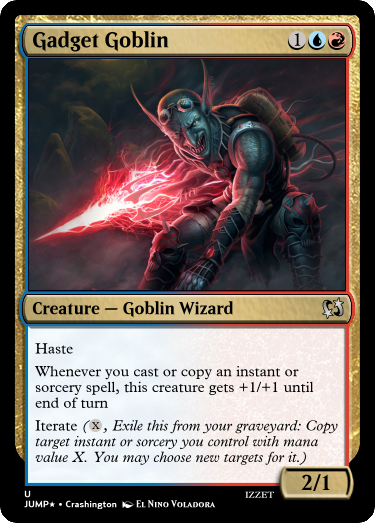 Gadget Goblin 1
Creature — Goblin Wizard
Haste
Whenever you cast or copy an instant or
sorcery spell, this creature gets +1/+1 until
end of turn
Iterate (X, Exile this from your graveyard: Copy
target instant or sorcery you control with mana
value X. You may choose new targets for it.)
2/1
U IZZET
JUMP★ • Crashington EL NINO VOLADORA